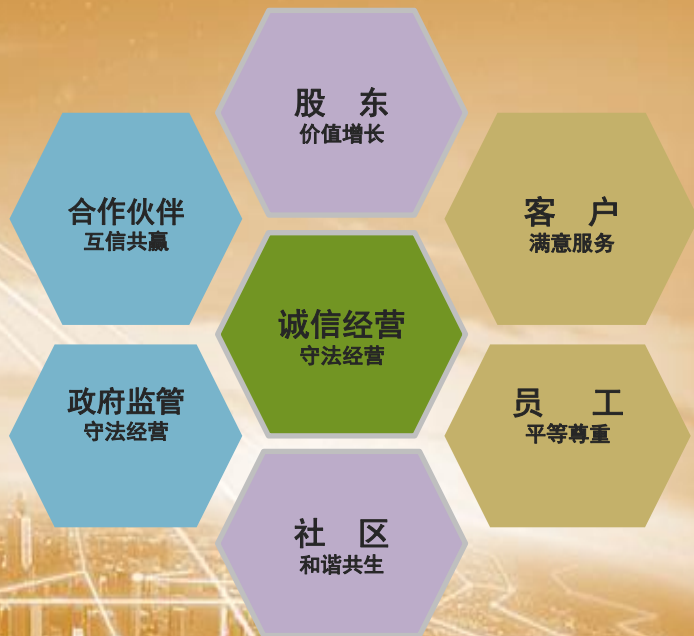 股 东
价值增长
合作伙伴
互信共赢
客 户
满意服务
诚信经营
守法经营
政府监管
守法经营
员 工
平等尊重
社 区
和谐共生